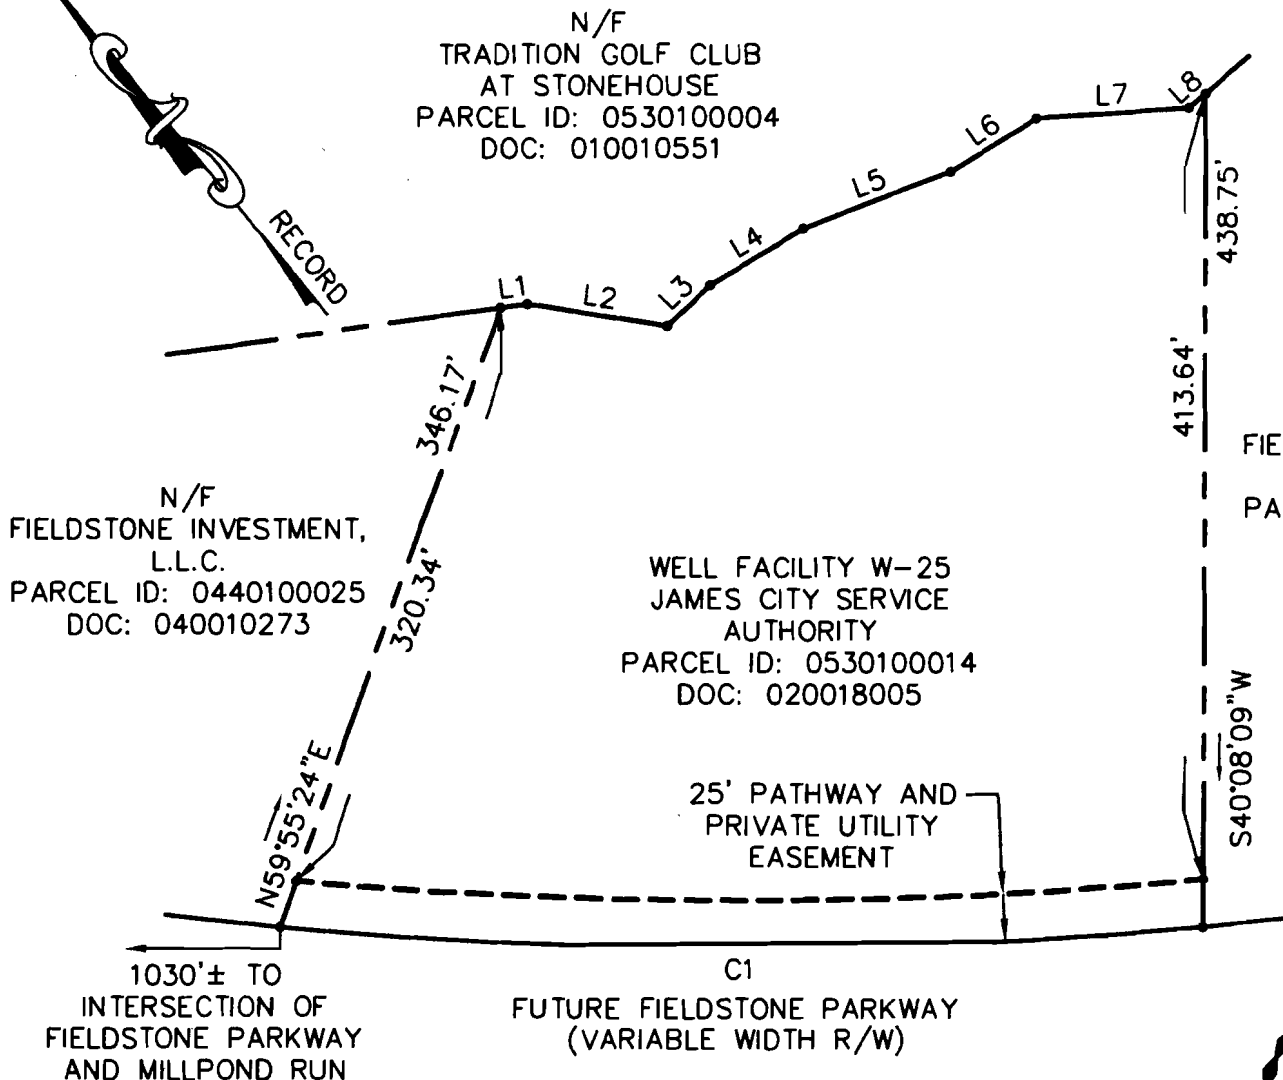 N/F
TRADITION GOLF CLUB
AT STONEHOUSE
PARCEL ID: 0530100004
DOC: 010010551
RECORD
L1
L2
L3
L4
L5
L6
L7
L8
438.75'
413.64'
S40°08'09"W
346.17'
320.34'
N59°55'24"E
FIE
PA
N/F
FIELDSTONE INVESTMENT,
L.L.C.
PARCEL ID: 0440100025
DOC: 040010273
WELL FACILITY W-25
JAMES CITY SERVICE
AUTHORITY
PARCEL ID: 0530100014
DOC: 020018005
25' PATHWAY AND
PRIVATE UTILITY
EASEMENT
1030'± TO
INTERSECTION OF
FIELDSTONE PARKWAY
AND MILLPOND RUN
C1
FUTURE FIELDSTONE PARKWAY
(VARIABLE WIDTH R/W)